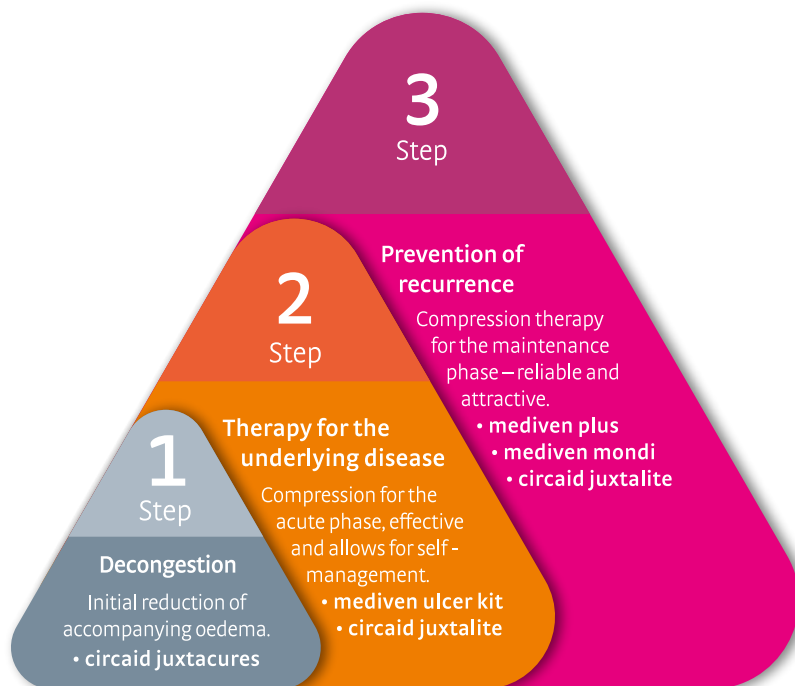 3
Step
Prevention of
recurrence
Compression therapy
for the maintenance
phase – reliable and
attractive.
• mediven plus
• mediven mondi
• circaid juxtalite
2
Step
Therapy for the
underlying disease
Compression for the
acute phase, effective
and allows for self -
management.
• mediven ulcer kit
• circaid juxtalite
1
Step
Decongestion
Initial reduction of
accompanying oedema.
• circaid juxtacures